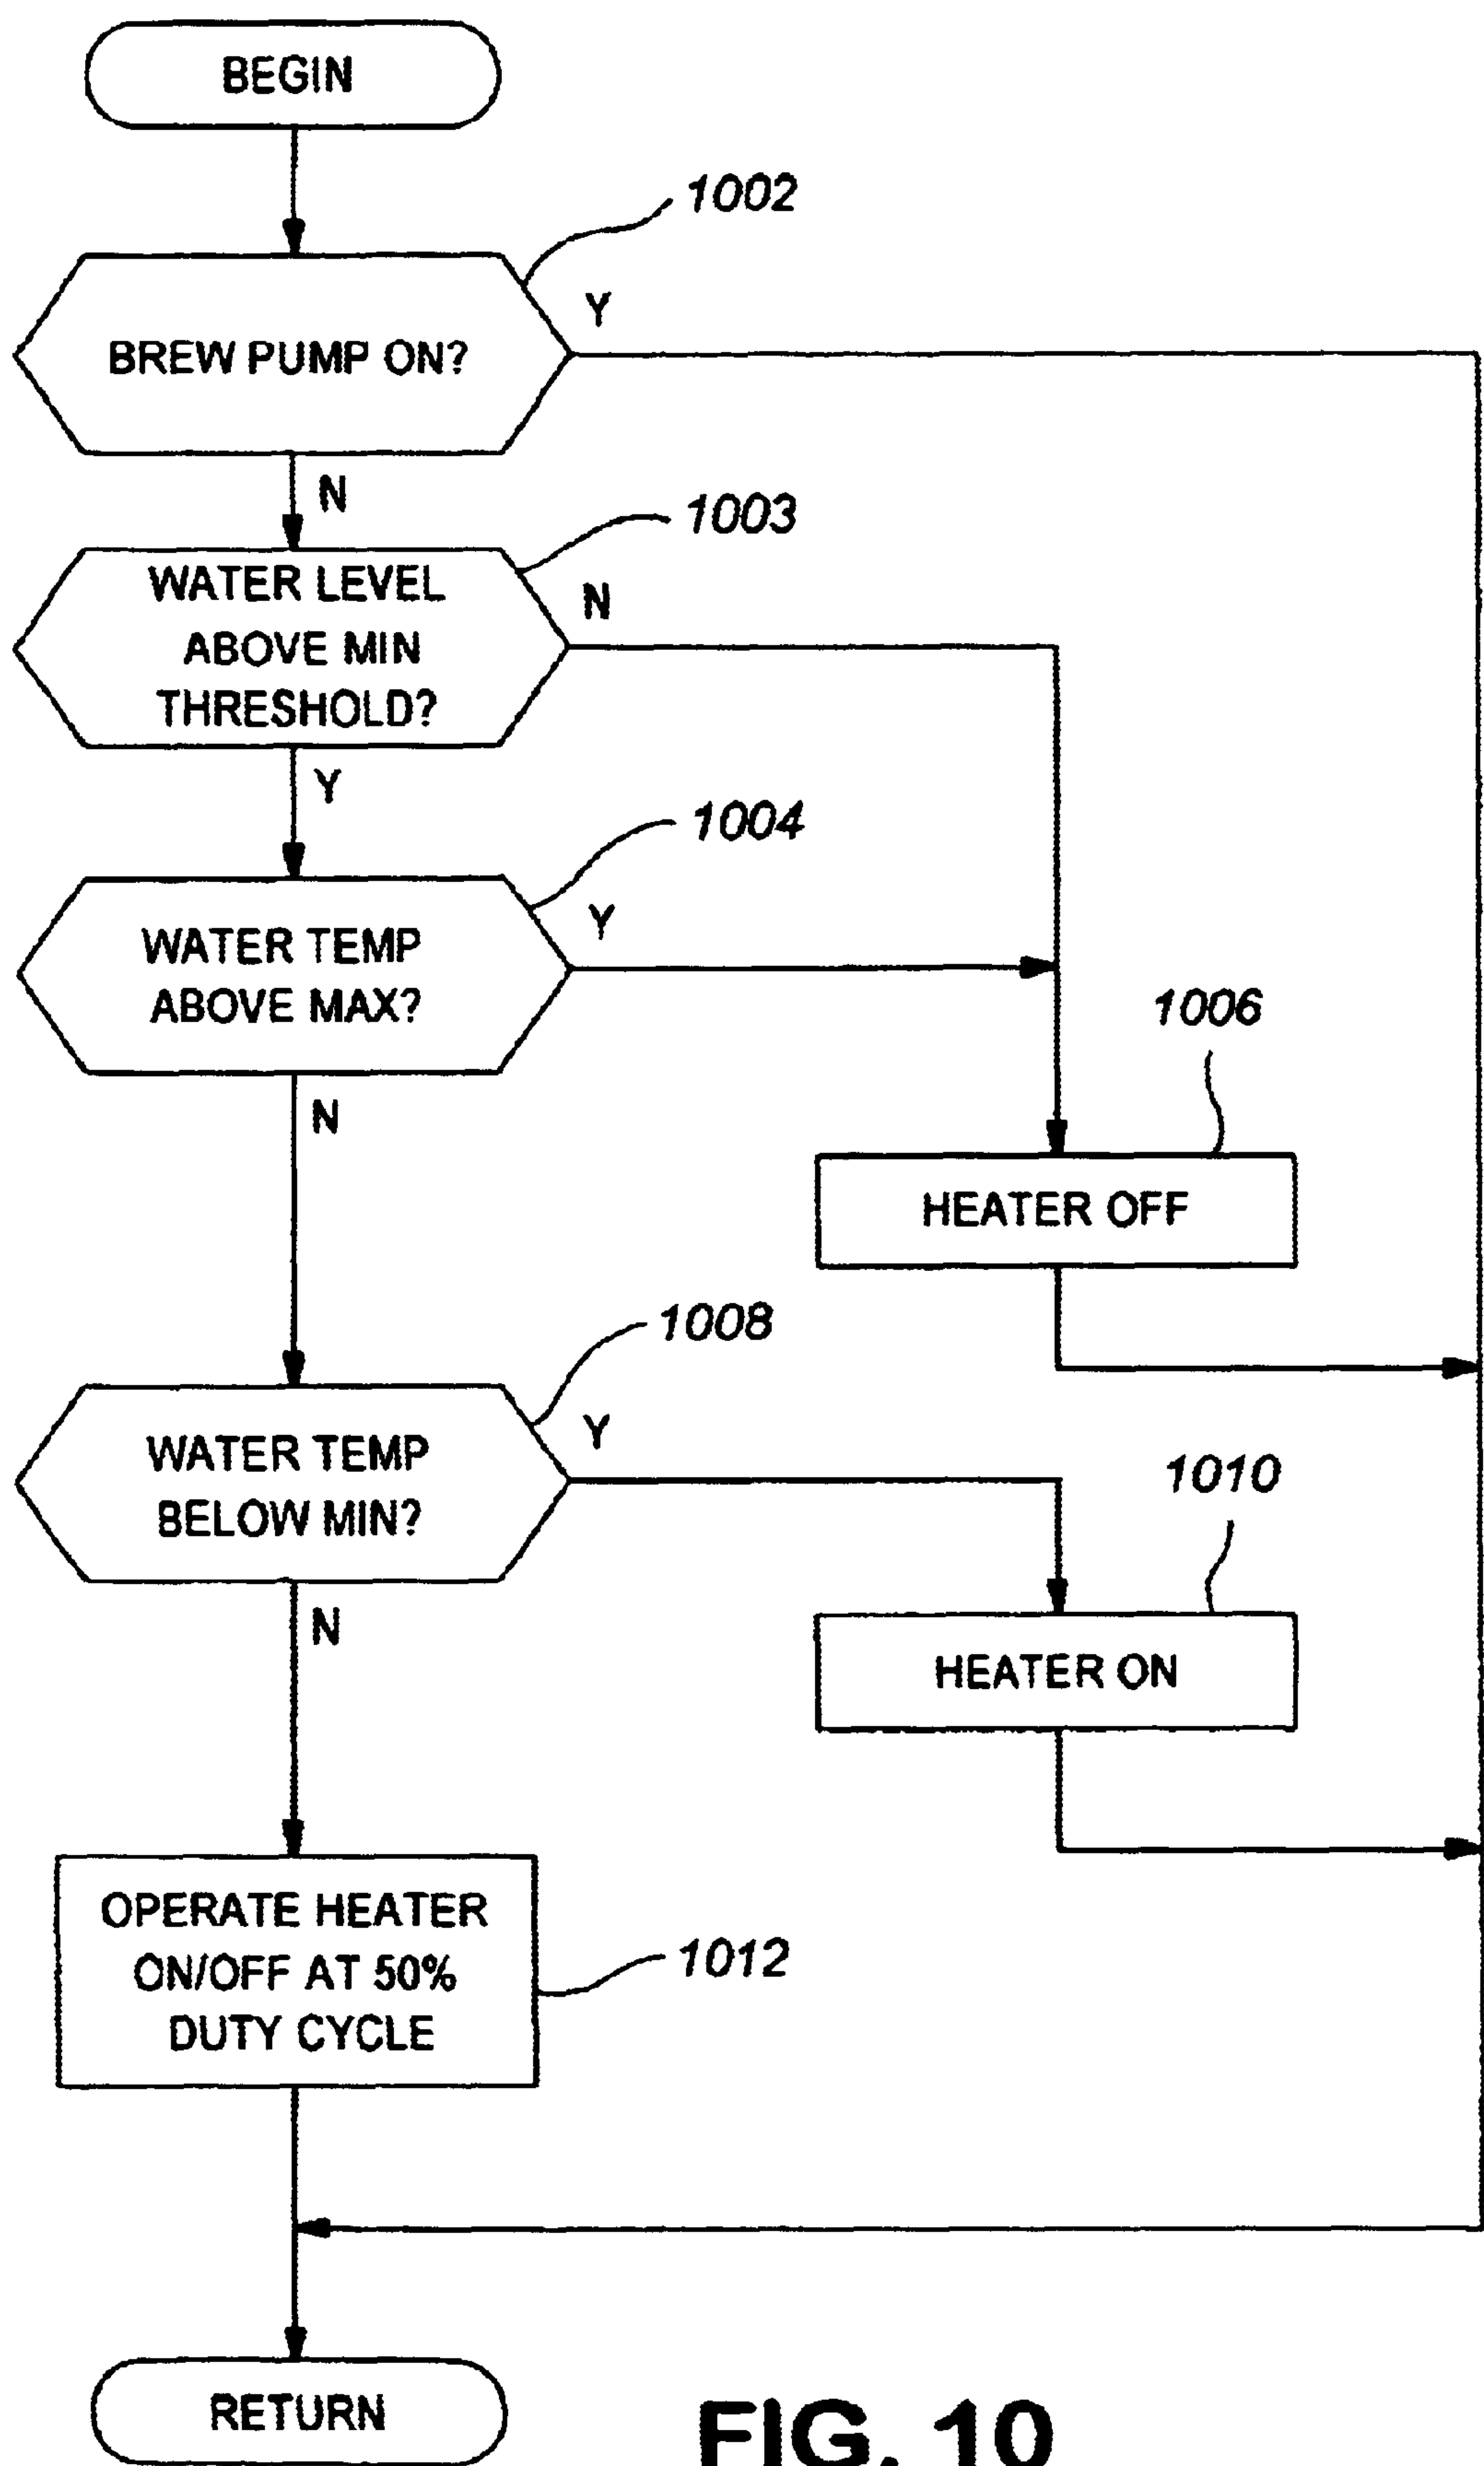 BEGIN
1002
BREW PUMP ON?
Y
N
1003
WATER LEVEL
ABOVE MIN
THRESHOLD?
N
Y
1004
WATER TEMP
ABOVE MAX?
Y
N
1006
HEATER OFF
1008
WATER TEMP
BELOW MIN?
Y
N
1010
HEATER ON
OPERATE HEATER
ON/OFF AT 50%
DUTY CYCLE
1012
RETURN
FIG. 10